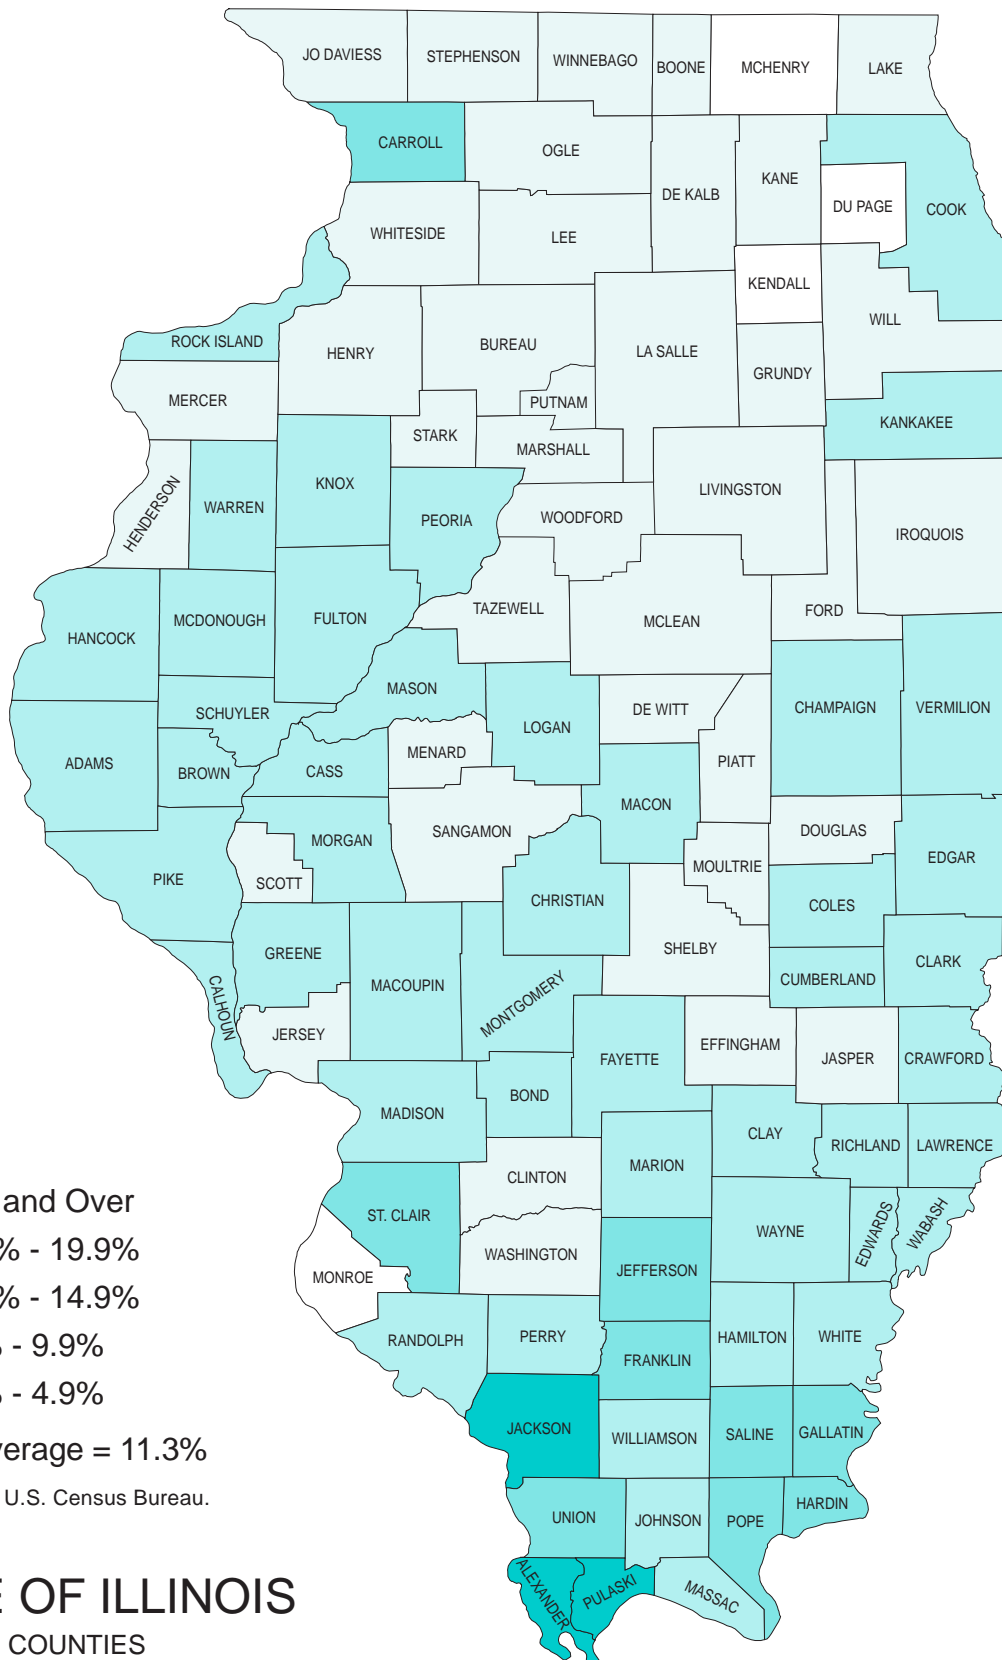 JO DAVIESS
STEPHENSON
WINNEBAGO
BOONE
MCHENRY
LAKE
CARROLL
OGLE
DE KALB
KANE
DU PAGE
COOK
WHITESIDE
LEE
KENDALL
WILL
ROCK ISLAND
HENRY
BUREAU
LA SALLE
GRUNDY
MERCER
PUTNAM
STARK
MARSHALL
KANKAKEE
HENDERSON
WARREN
KNOX
PEORIA
WOODFORD
LIVINGSTON
IROQUOIS
HANCOCK
MCDONOUGH
FULTON
TAZEWELL
MCLEAN
FORD
SCHUYLER
MASON
LOGAN
DE WITT
CHAMPAIGN
VERMILION
ADAMS
BROWN
CASS
MENARD
MACON
PIATT
MORGAN
SANGAMON
DOUGLAS
EDGAR
PIKE
SCOTT
CHRISTIAN
MOULTRIE
COLES
GREENE
MACOUPIN
MONTGOMERY
SHELBY
CUMBERLAND
CLARK
CALHOUN
JERSEY
FAYETTE
EFFINGHAM
JASPER
CRAWFORD
MADISON
BOND
CLAY
RICHLAND
LAWRENCE
MARION
CLINTON
and Over
ST. CLAIR
WAYNE
EDWARDS
WABASH
% - 19.9%
MONROE
WASHINGTON
JEFFERSON
% - 14.9%
RANDOLPH
PERRY
HAMILTON
WHITE
- 9.9%
FRANKLIN
- 4.9%
JACKSON
WILLIAMSON
SALINE
GALLATIN
verage = 11.3%
U.S. Census Bureau.
UNION
JOHNSON
POPE
HARDIN
ALEXANDER
PULASKI
MASSAC
E OF ILLINOIS
COUNTIES